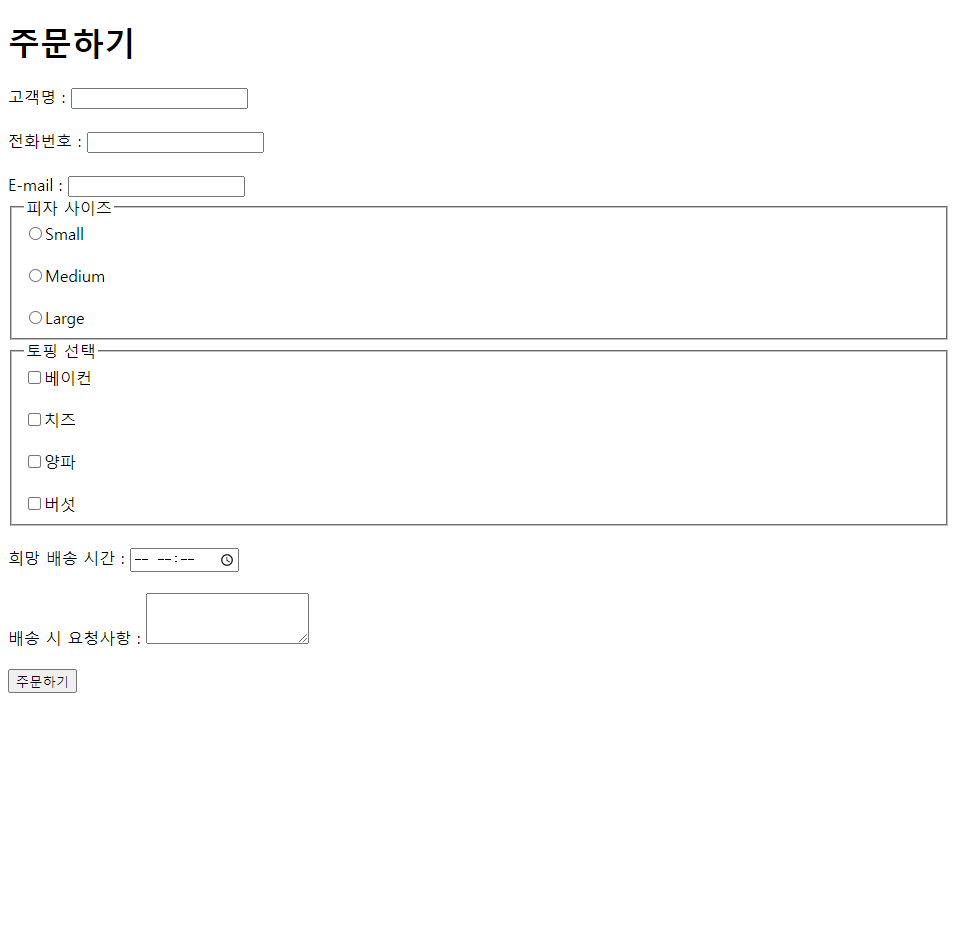 주문하기
고객명 :
전화번호 :
E-mail :
피자 사이즈
Small
Medium
Large
토핑 선택
베이컨
치즈
양파
버섯
희망 배송 시간 : -- --:--
배송 시 요청사항 :
주문하기